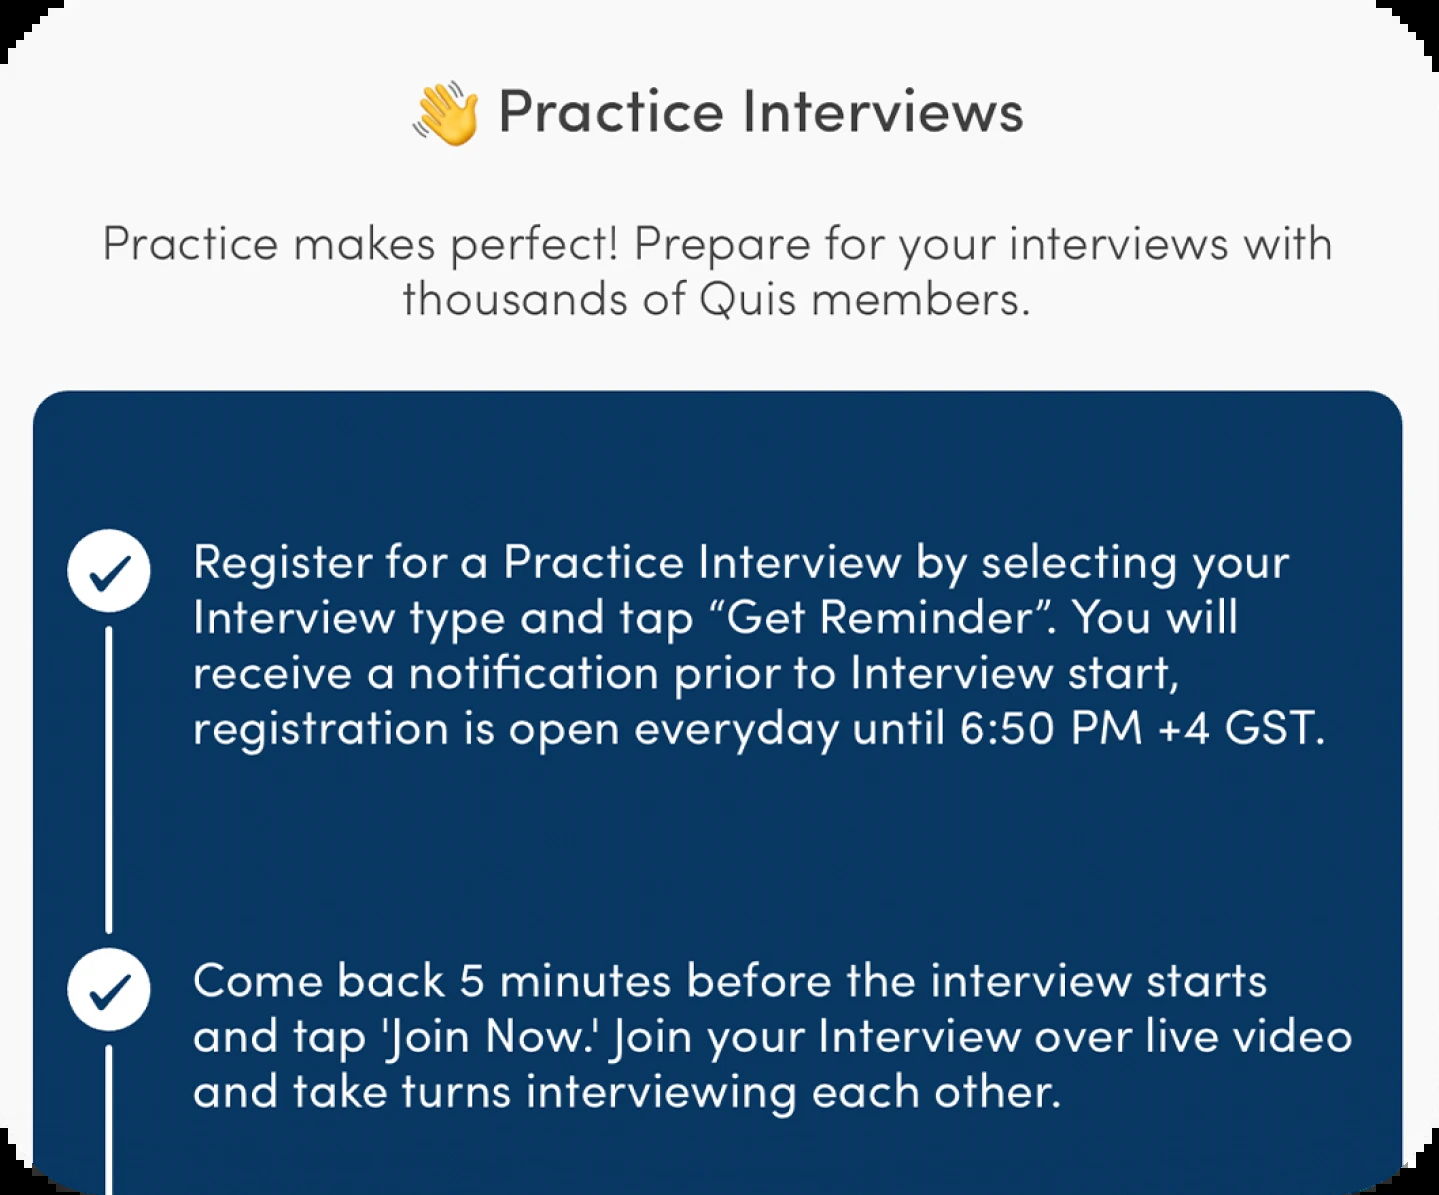 👋 Practice Interviews
Practice makes perfect! Prepare for your interviews with
thousands of Quis members.
Register for a Practice Interview by selecting your
Interview type and tap “Get Reminder”. You will
receive a notification prior to Interview start,
registration is open everyday until 6:50 PM +4 GST.
Come back 5 minutes before the interview starts
and tap 'Join Now.' Join your Interview over live video
and take turns interviewing each other.